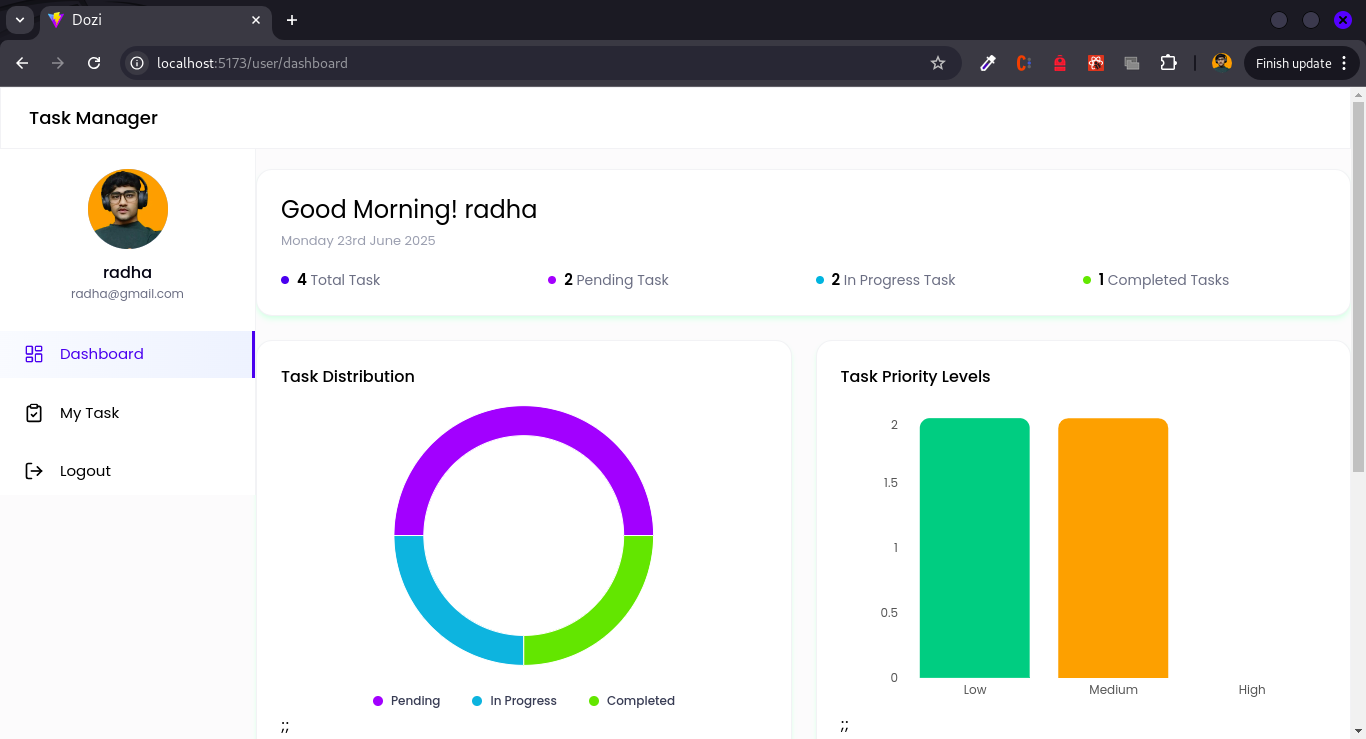 Dozi
localhost:5173/user/dashboard
Finish update
Task Manager
radha
radha@gmail.com
Dashboard
My Task
Logout
Good Morning! radha
Monday 23rd June 2025
4 Total Task
2 Pending Task
2 In Progress Task
1 Completed Tasks
Task Distribution
Pending
In Progress
Completed
;;
Task Priority Levels
2
1.5
1
0.5
0
Low
Medium
High
;;